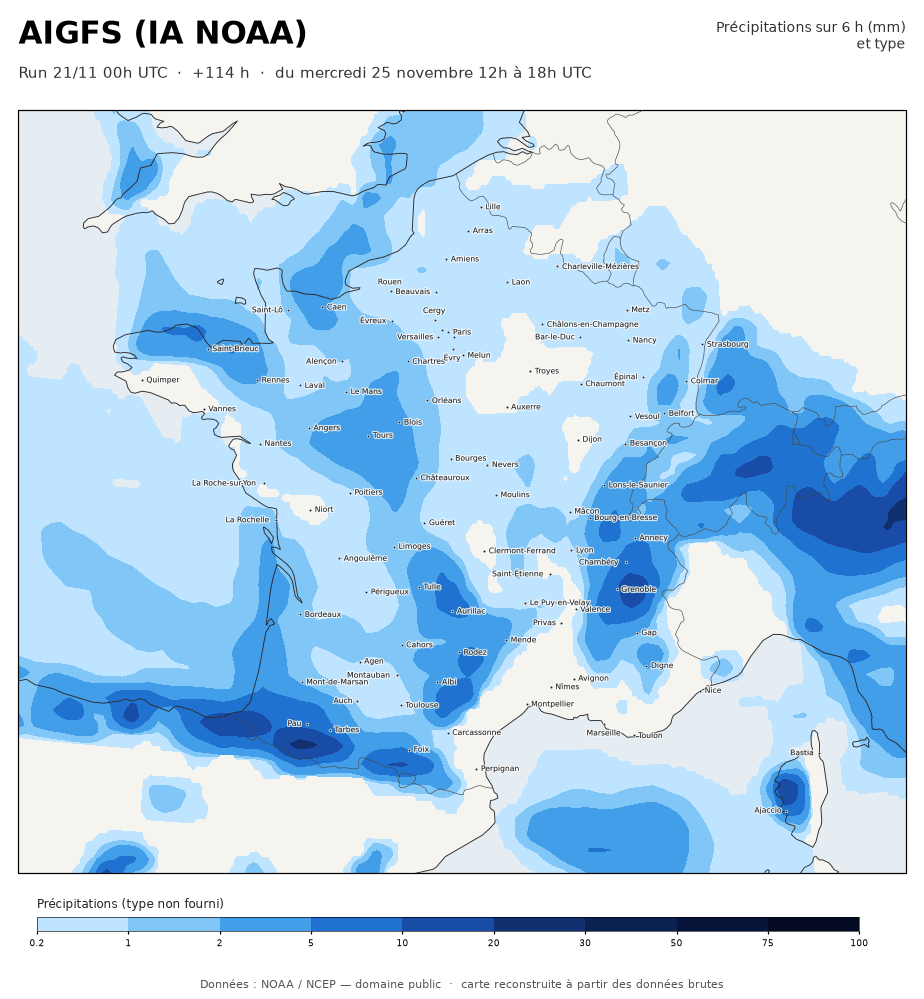 AIGFS (IA NOAA)
Précipitations sur 6 h (mm)
et type
Run 21/11 00h UTC · +114 h · du mercredi 25 novembre 12h à 18h UTC
Lille
Arras
Amiens
Charleville-Mézières
Rouen
Beauvais
Laon
Saint-Lô
Caen
Cergy
Metz
Évreux
Châlons-en-Champagne
Versailles
Paris
Bar-le-Duc
Nancy
Strasbourg
Saint-Brieuc
Alençon
Chartres
Évry
Melun
Troyes
Épinal
Colmar
Quimper
Rennes
Laval
Le Mans
Chaumont
Orléans
Auxerre
Vannes
Vesoul
Belfort
Blois
Angers
Tours
Dijon
Besançon
Nantes
Bourges
Nevers
Châteauroux
La Roche-sur-Yon
Lons-le-Saunier
Poitiers
Moulins
Niort
Mâcon
Bourg-en-Bresse
La Rochelle
Guéret
Annecy
Limoges
Clermont-Ferrand
Lyon
Angoulême
Chambéry
Saint-Étienne
Tulle
Grenoble
Périgueux
Le Puy-en-Velay
Aurillac
Valence
Bordeaux
Privas
Gap
Mende
Cahors
Rodez
Agen
Digne
Montauban
Mont-de-Marsan
Albi
Avignon
Nîmes
Nice
Auch
Toulouse
Montpellier
Pau
Tarbes
Carcassonne
Marseille
Toulon
Foix
Bastia
Perpignan
Ajaccio
Précipitations (type non fourni)
0.2 1 2 5 10 20 30 50 75 100
Données : NOAA / NCEP — domaine public · carte reconstruite à partir des données brutes